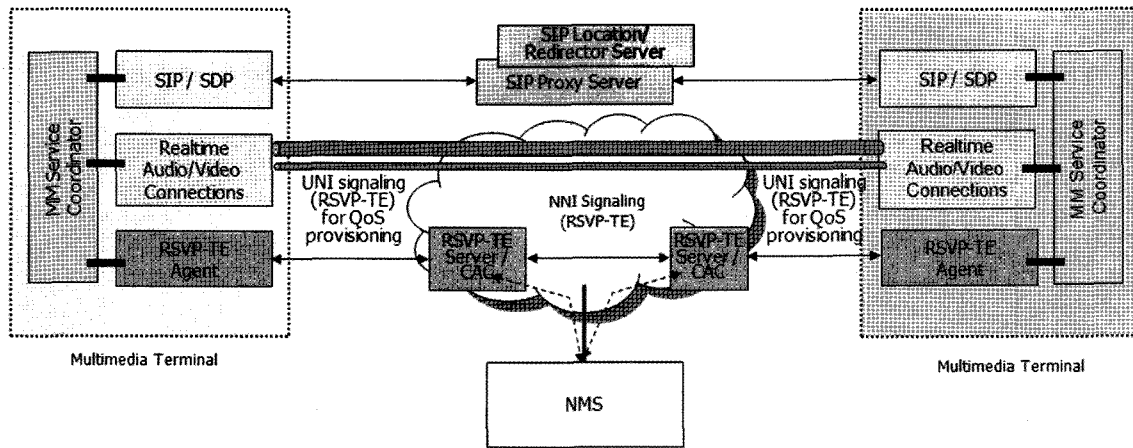 SIP Location/
Redirector Server
SIP Proxy Server
MM Service
Coordinator
SIP / SDP
Realtime
Audio/Video
Connections
RSVP-TE
Agent
Multimedia Terminal
UNI signaling
(RSVP-TE)
for QoS
provisioning
NNI Signaling
(RSVP-TE)
RSVP-TE
Server /
CAC
RSVP-TE
Server /
CAC
UNI signaling
(RSVP-TE)
for QoS
provisioning
SIP / SDP
Realtime
Audio/Video
Connections
RSVP-TE
Agent
MM Service
Coordinator
Multimedia Terminal
NMS